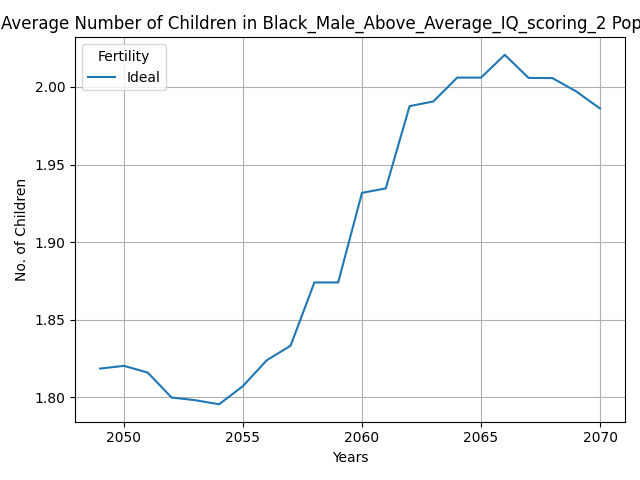 Average Number of Children in Black_Male_Above_Average_IQ_scoring_2 Pop
Fertility
Ideal
2.00
1.95
1.90
1.85
1.80
No. of Children
2050 2055 2060 2065 2070
Years